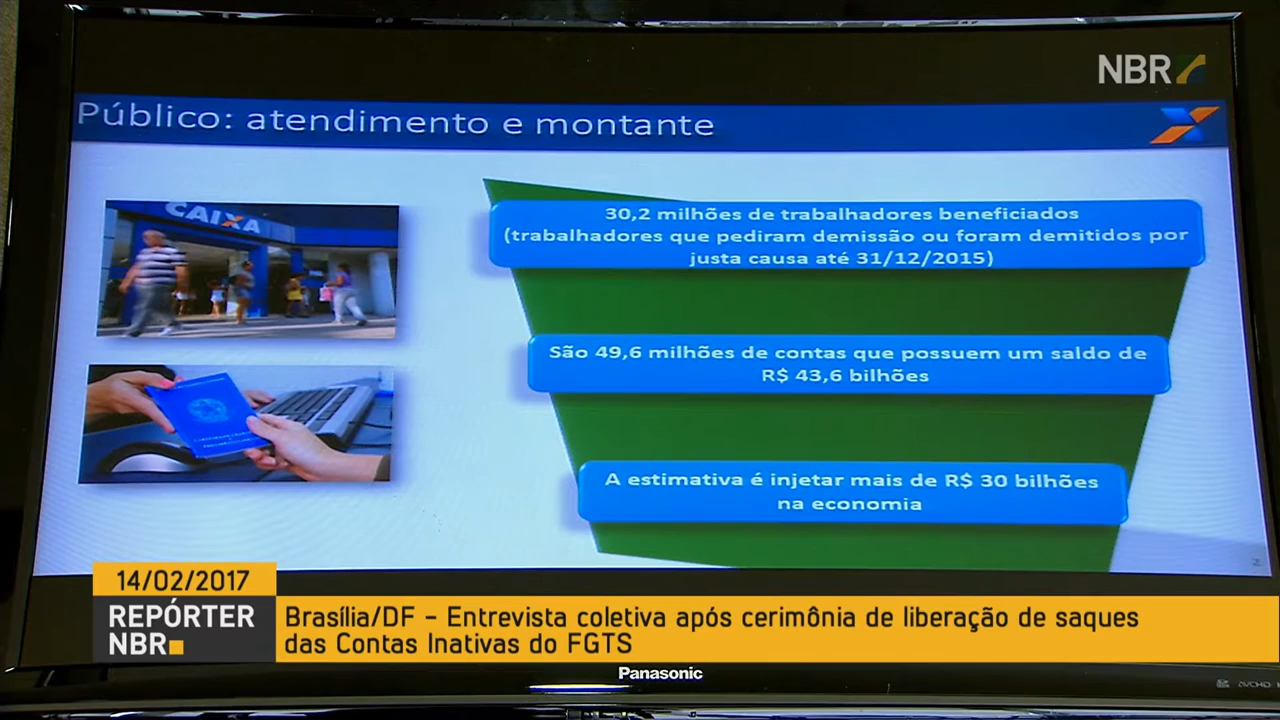 NBR
Público: atendimento e montante
CAIXA
30,2 milhões de trabalhadores beneficiados
(trabalhadores que pediram demissão ou foram demitidos por
justa causa até 31/12/2015)
São 49,6 milhões de contas que possuem um saldo de
R$ 43,6 bilhões
A estimativa é injetar mais de R$ 30 bilhões
na economia
14/02/2017
REPÓRTER
NBR
Brasília/DF – Entrevista coletiva após cerimônia de liberação de saques
das Contas Inativas do FGTS
Panasonic
AVCHD